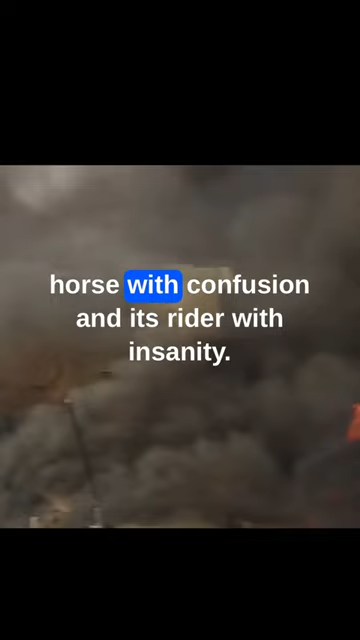 horse with confusion
and its rider with
insanity.